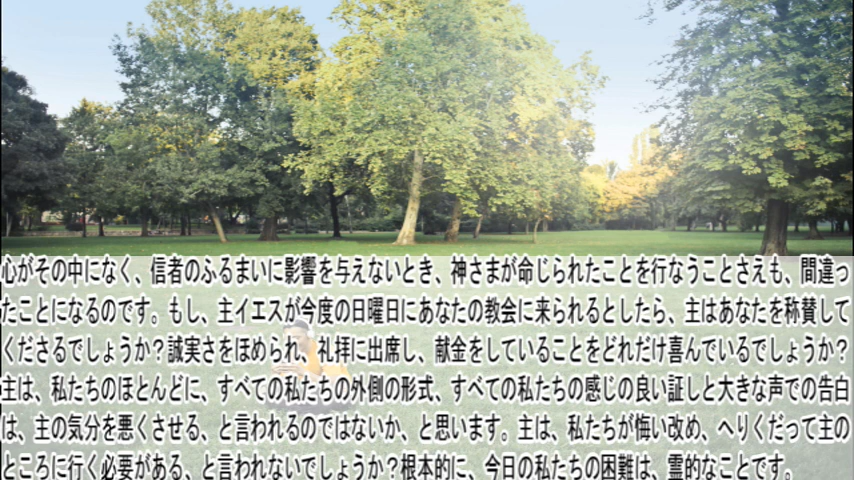 心がその中になく、信者のふるまいに影響を与えないとき、神さまが命じられたことを行なうことさえも、間違っ
たことになるのです。もし、主イエスが今度の日曜日にあなたの教会に来られるとしたら、主はあなたを称賛して
くださるでしょうか？誠実さをほめられ、礼拝に出席し、献金をしていることをどれだけ喜んでいるでしょうか？
主は、私たちのほとんどに、すべての私たちの外側の形式、すべての私たちの感じの良い証しと大きな声での告白
は、主の気分を悪くさせる、と言われるのではないか、と思います。主は、私たちが悔い改め、へりくだって主の
ところに行く必要がある、と言われないでしょうか？根本的に、今日の私たちの困難は、霊的なことです。